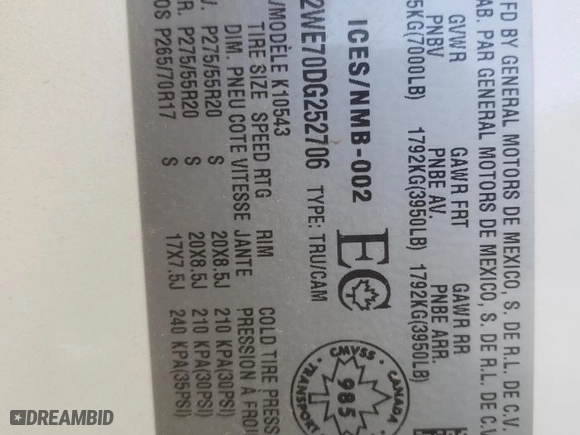 MFD BY GENERAL MOTORS DE MEXICO, S. DE R.L. DE C.V.
FAB. PAR GENERAL MOTORS DE MEXICO, S. DE R.L. DE C.V.
GVWR GAWR FRT GAWR RR
PNBV PNBE AV. PNBE ARR.
5KG(7000LB) 1792KG(3950LB) 1792KG(3950LB)
ICES/NMB-002 EC
CMVSS CANADA TRANSPORT 985
2WE70DG252706 TYPE: TRU/CAM
/MODÈLE K10543
TIRE SIZE SPEED RTG RIM COLD TIRE PRESS
DIM. PNEU COTE VITESSE JANTE PRESSION À FROI
P275/55R20 S 20X8.5J 210 KPA(30PSI)
P275/55R20 S 20X8.5J 210 KPA(30PSI)
P265/70R17 S 17X7.5J 240 KPA(35PSI)
DREAMBID